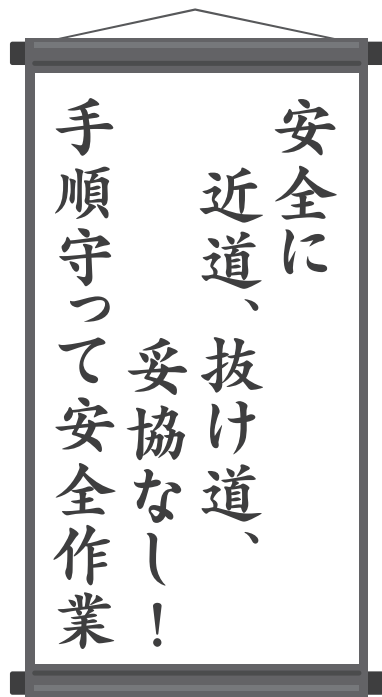 安全に
近道、抜け道、
妥協なし！
手順守って安全作業